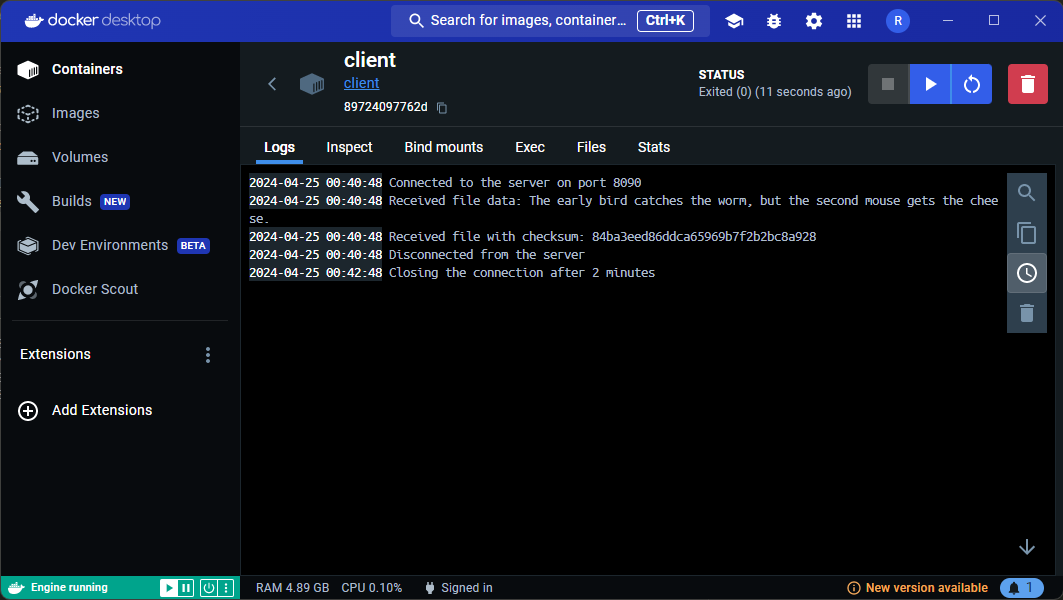 docker desktop
Search for images, container... Ctrl+K
R
Containers
Images
Volumes
Builds NEW
Dev Environments BETA
Docker Scout
Extensions
Add Extensions
client
client
89724097762d
STATUS
Exited (0) (11 seconds ago)
Logs Inspect Bind mounts Exec Files Stats
2024-04-25 00:40:48 Connected to the server on port 8090
2024-04-25 00:40:48 Received file data: The early bird catches the worm, but the second mouse gets the chee
se.
2024-04-25 00:40:48 Received file with checksum: 84ba3eed86ddca65969b7f2b2bc8a928
2024-04-25 00:40:48 Disconnected from the server
2024-04-25 00:42:48 Closing the connection after 2 minutes
Engine running
RAM 4.89 GB CPU 0.10% Signed in
New version available 1